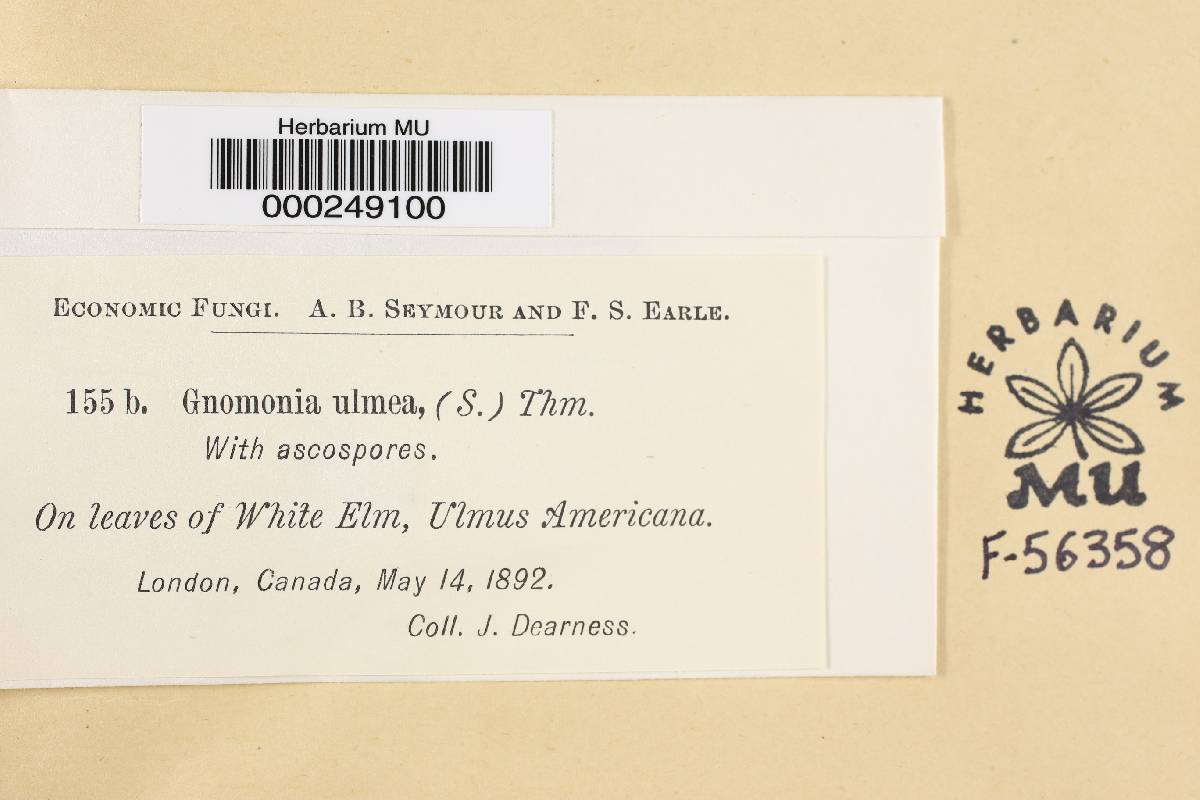 Herbarium MU
000249100
Economic Fungi. A. B. Seymour and F. S. Earle.
155 b. Gnomonia ulmea, (S.) Thm.
With ascospores.
On leaves of White Elm, Ulmus Americana.
London, Canada, May 14, 1892.
Coll. J. Dearness.
HERBARIUM
MU
F-56358